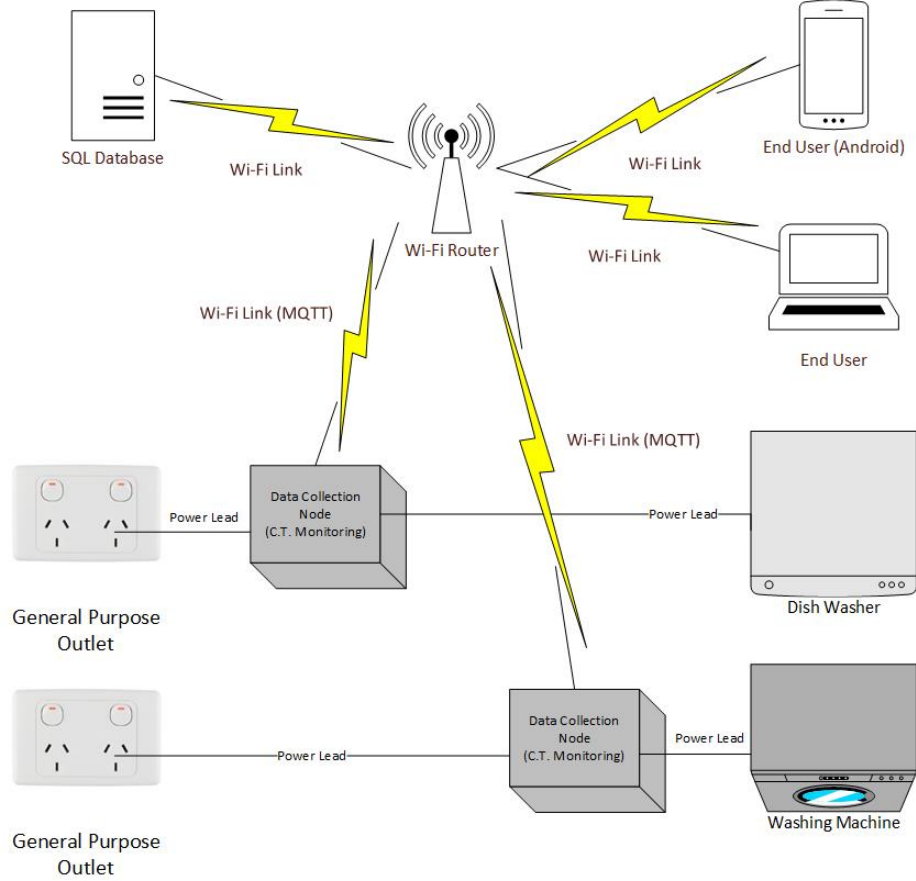 SQL Database
Wi-Fi Link
Wi-Fi Router
Wi-Fi Link
End User (Android)
Wi-Fi Link
End User
Wi-Fi Link (MQTT)
Wi-Fi Link (MQTT)
General Purpose
Outlet
Power Lead
Data Collection
Node
(C.T. Monitoring)
Power Lead
Dish Washer
General Purpose
Outlet
Power Lead
Data Collection
Node
(C.T. Monitoring)
Power Lead
Washing Machine